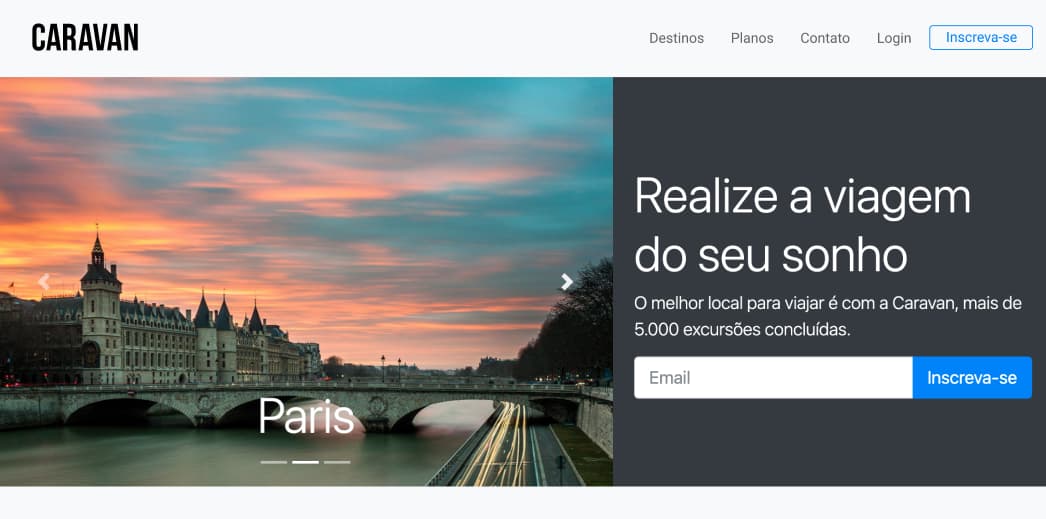 CARAVAN
Destinos Planos Contato Login Inscreva-se
Realize a viagem
do seu sonho
O melhor local para viajar é com a Caravan, mais de
5.000 excursões concluídas.
Email Inscreva-se
Paris